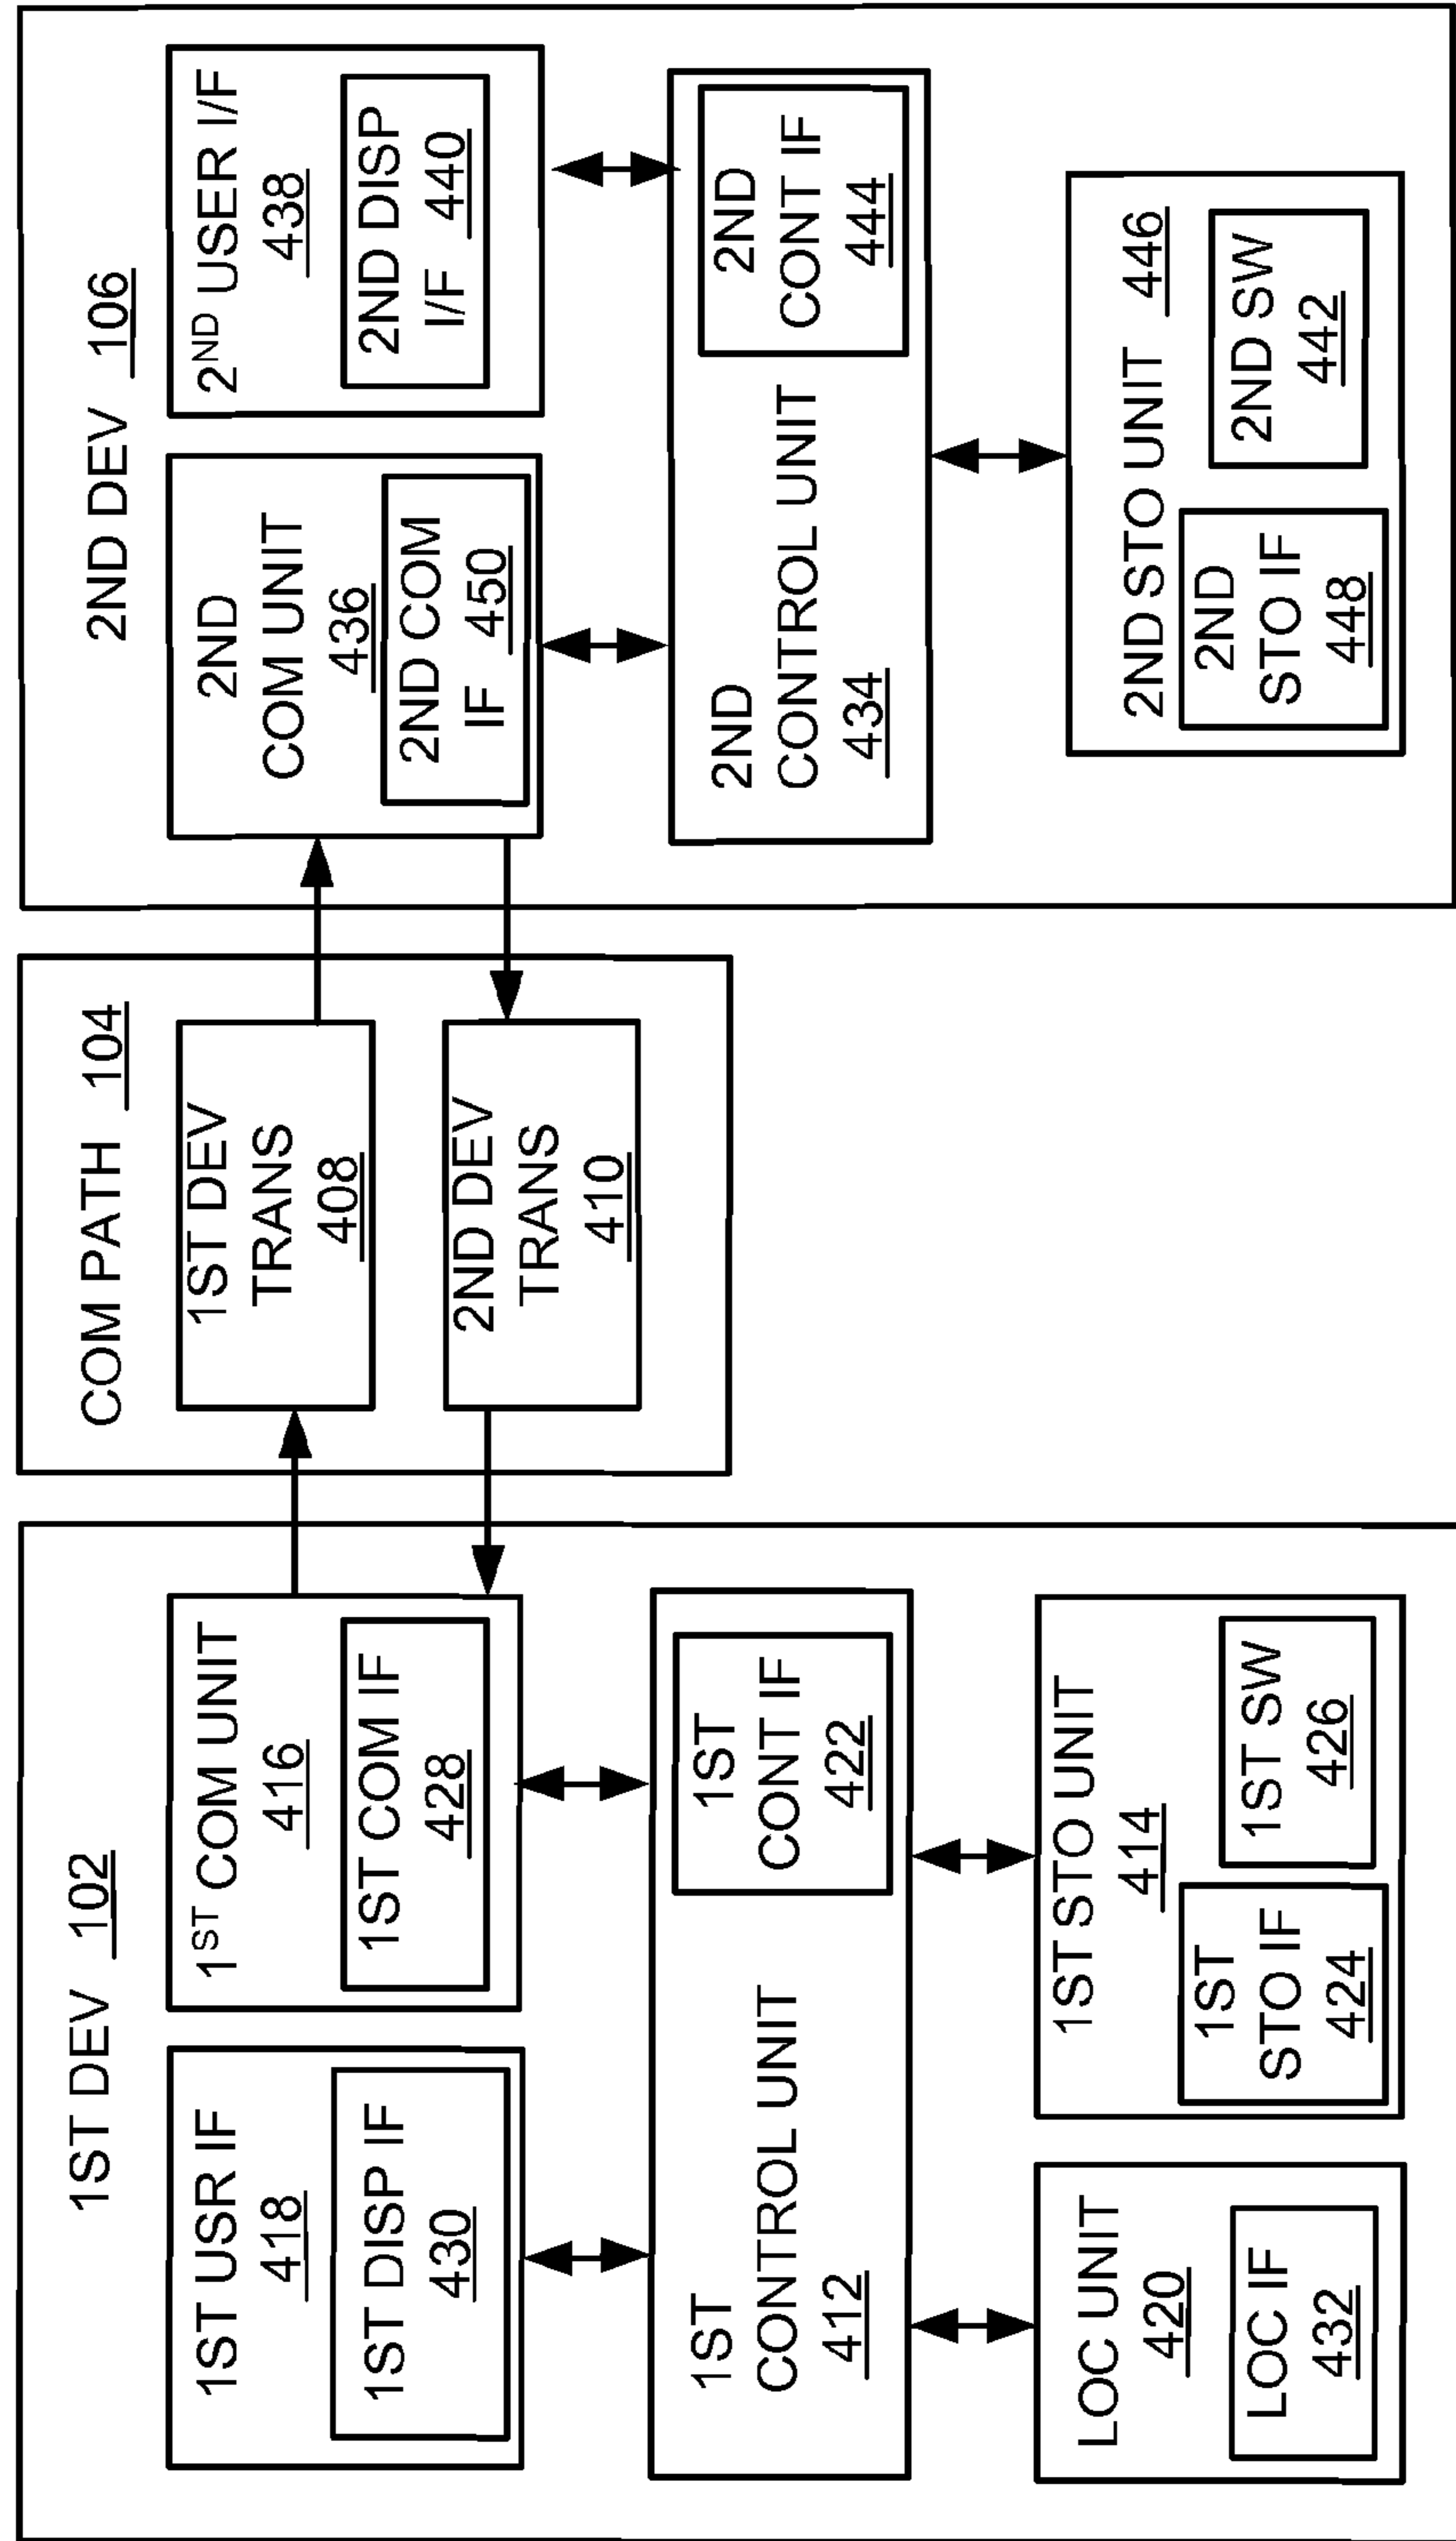 1ST DEV 102
1ST USR IF
418
1ST DISP IF
430
1ST COM UNIT
416
1ST COM IF
428
1ST
CONTROL UNIT
412
1ST
CONT IF
422
LOC UNIT
420
LOC IF
432
1ST STO UNIT
414
1ST
STO IF
424
1ST SW
426
COM PATH 104
1ST DEV
TRANS
408
2ND DEV
TRANS
410
2ND DEV 106
2ND
COM UNIT
436
2ND COM
IF 450
2ND USER I/F
438
2ND DISP
I/F 440
2ND
CONTROL UNIT
434
2ND
CONT IF
444
2ND STO UNIT 446
2ND
STO IF
448
2ND SW
442